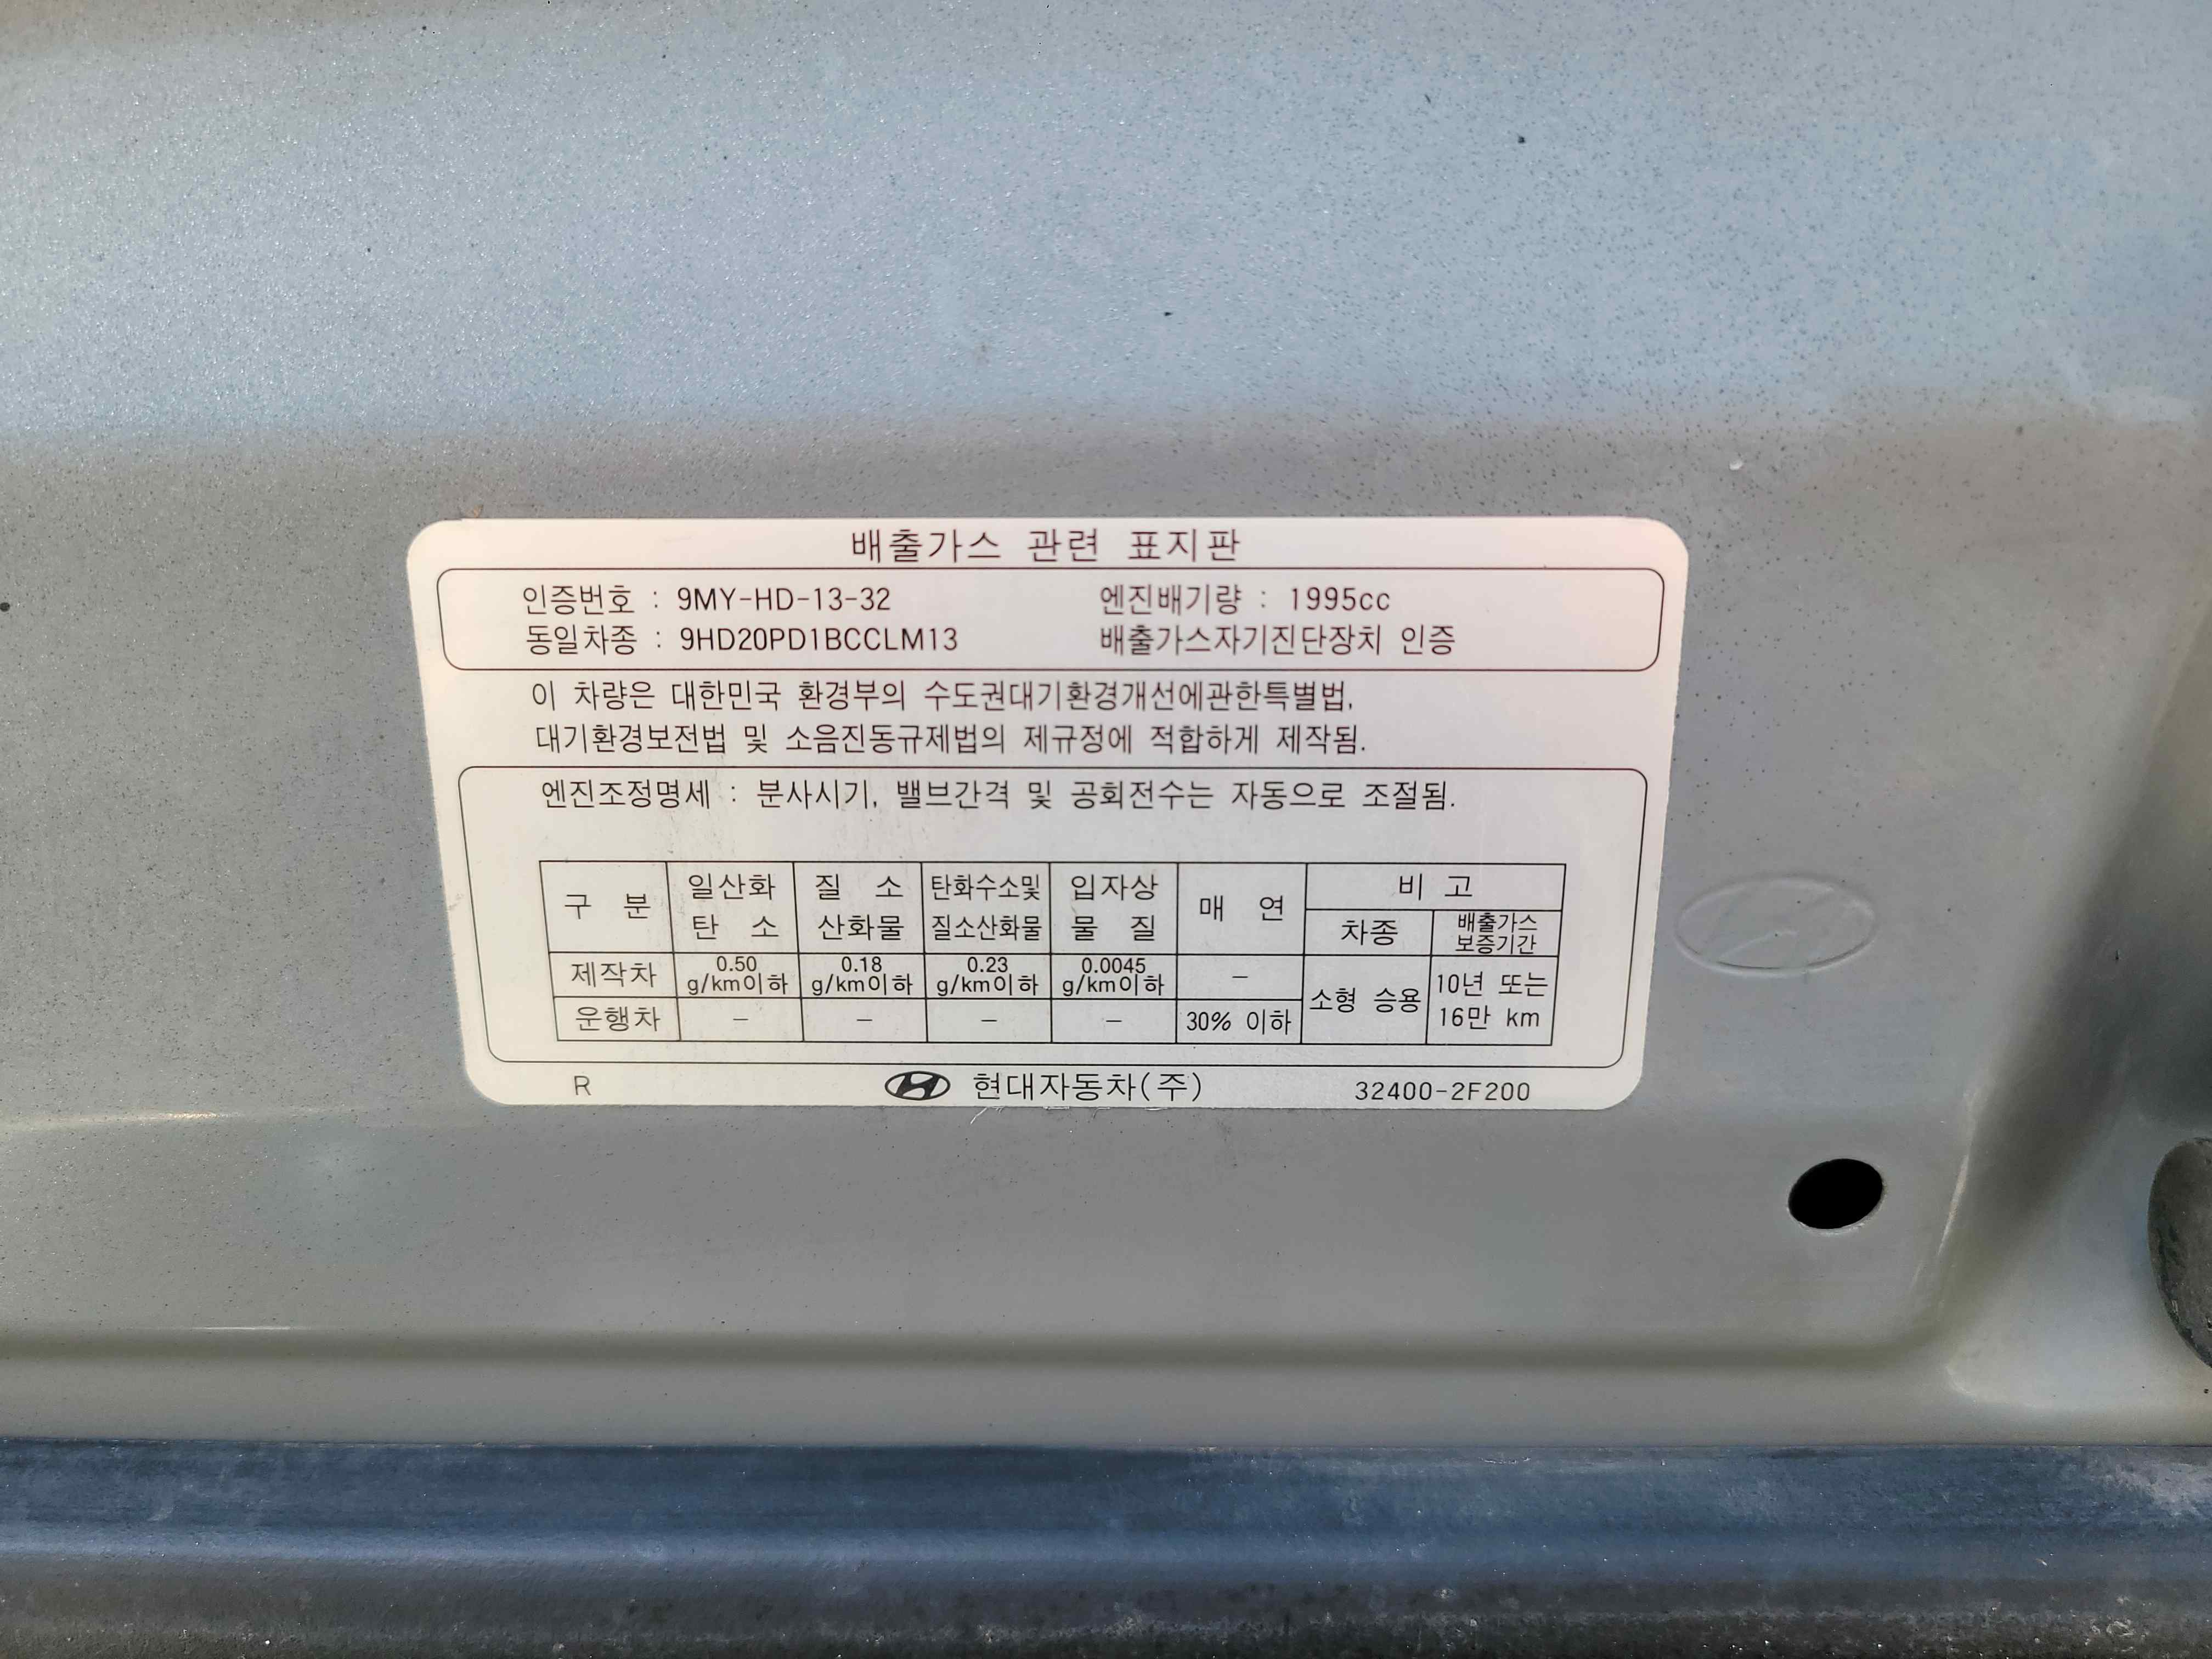 배출가스 관련 표지판
인증번호 : 9MY-HD-13-32 엔진배기량 : 1995cc
동일차종 : 9HD20PD1BCCLM13 배출가스자기진단장치 인증
이 차량은 대한민국 환경부의 수도권대기환경개선에관한특별법,
대기환경보전법 및 소음진동규제법의 제규정에 적합하게 제작됨.
엔진조정명세 : 분사시기, 밸브간격 및 공회전수는 자동으로 조절됨.
구 분 일산화 탄 소 질 소 산화물 탄화수소및 질소산화물 입자상 물 질 매 연 비 고
차종 배출가스 보증기간
제작차 0.50 g/km이하 0.18 g/km이하 0.23 g/km이하 0.0045 g/km이하 – 소형 승용 10년 또는 16만 km
운행차 – – – – 30% 이하
R 현대자동차(주) 32400-2F200